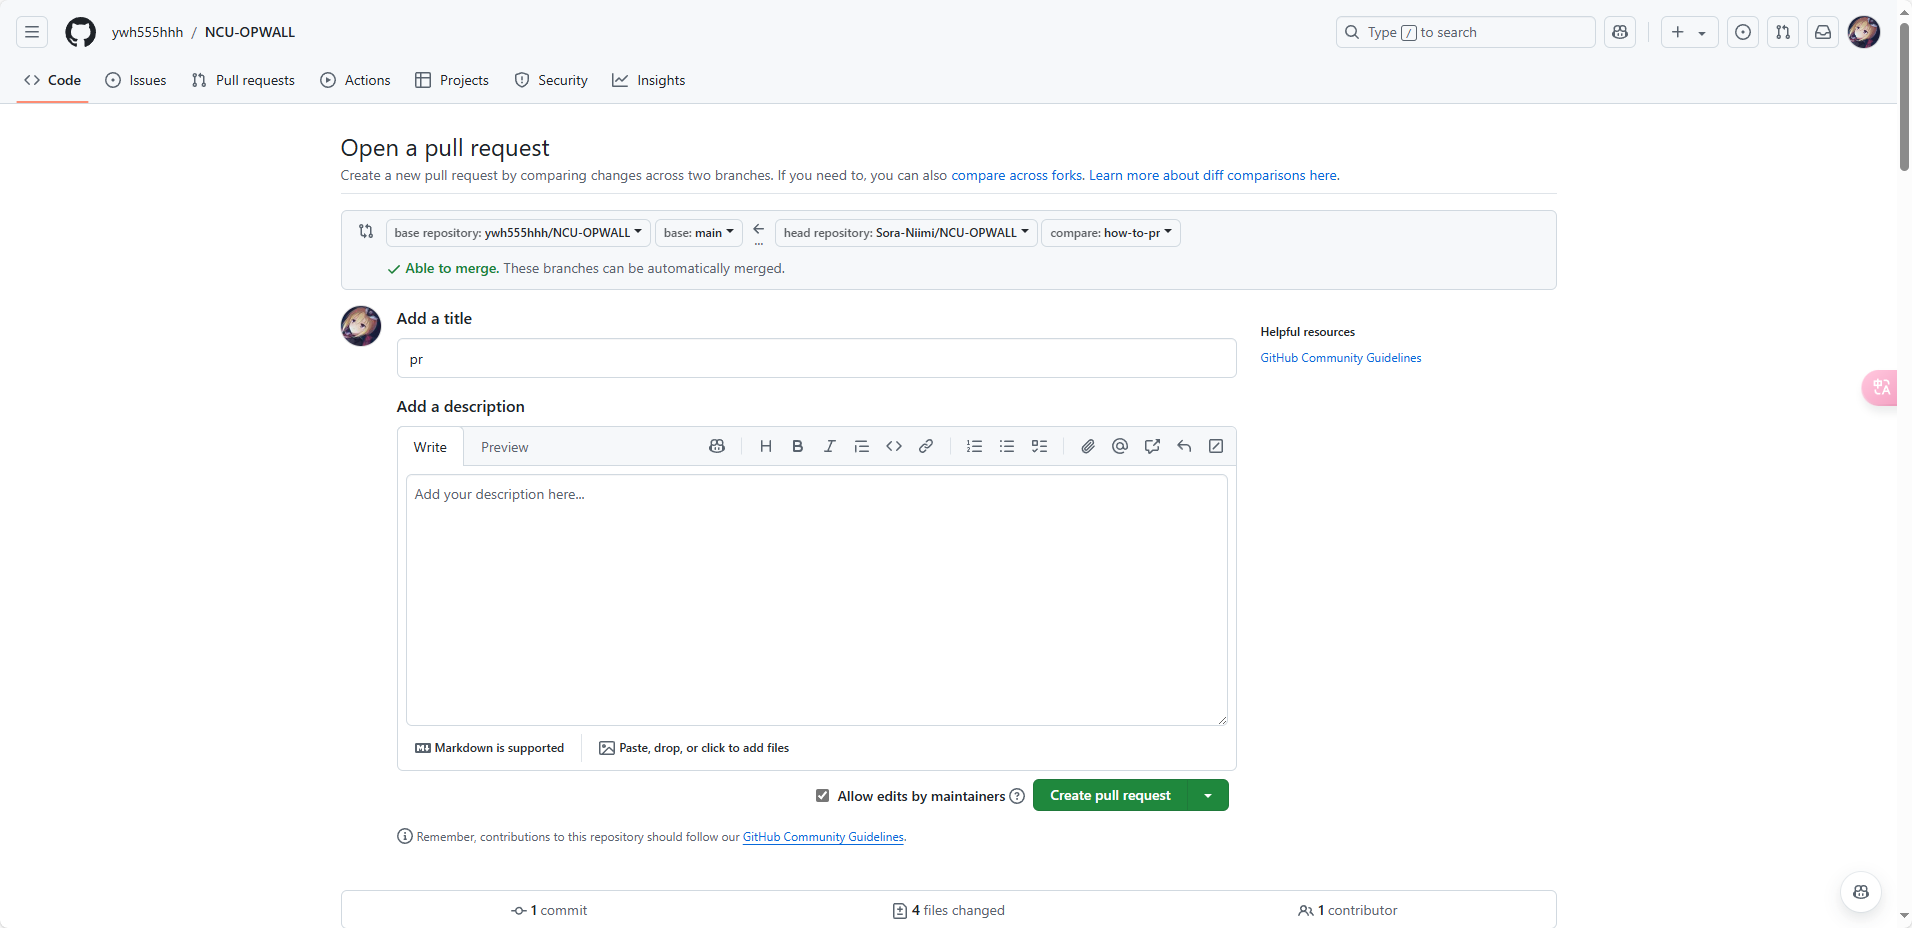 ywh555hhh / NCU-OPWALL
Type / to search
Code Issues Pull requests Actions Projects Security Insights
Open a pull request
Create a new pull request by comparing changes across two branches. If you need to, you can also compare across forks. Learn more about diff comparisons here.
base repository: ywh555hhh/NCU-OPWALL base: main ... head repository: Sora-Niimi/NCU-OPWALL compare: how-to-pr
Able to merge. These branches can be automatically merged.
Add a title
Helpful resources
pr
GitHub Community Guidelines
中A
Add a description
Write Preview
Add your description here...
Markdown is supported Paste, drop, or click to add files
Allow edits by maintainers Create pull request
Remember, contributions to this repository should follow our GitHub Community Guidelines.
1 commit 4 files changed 1 contributor